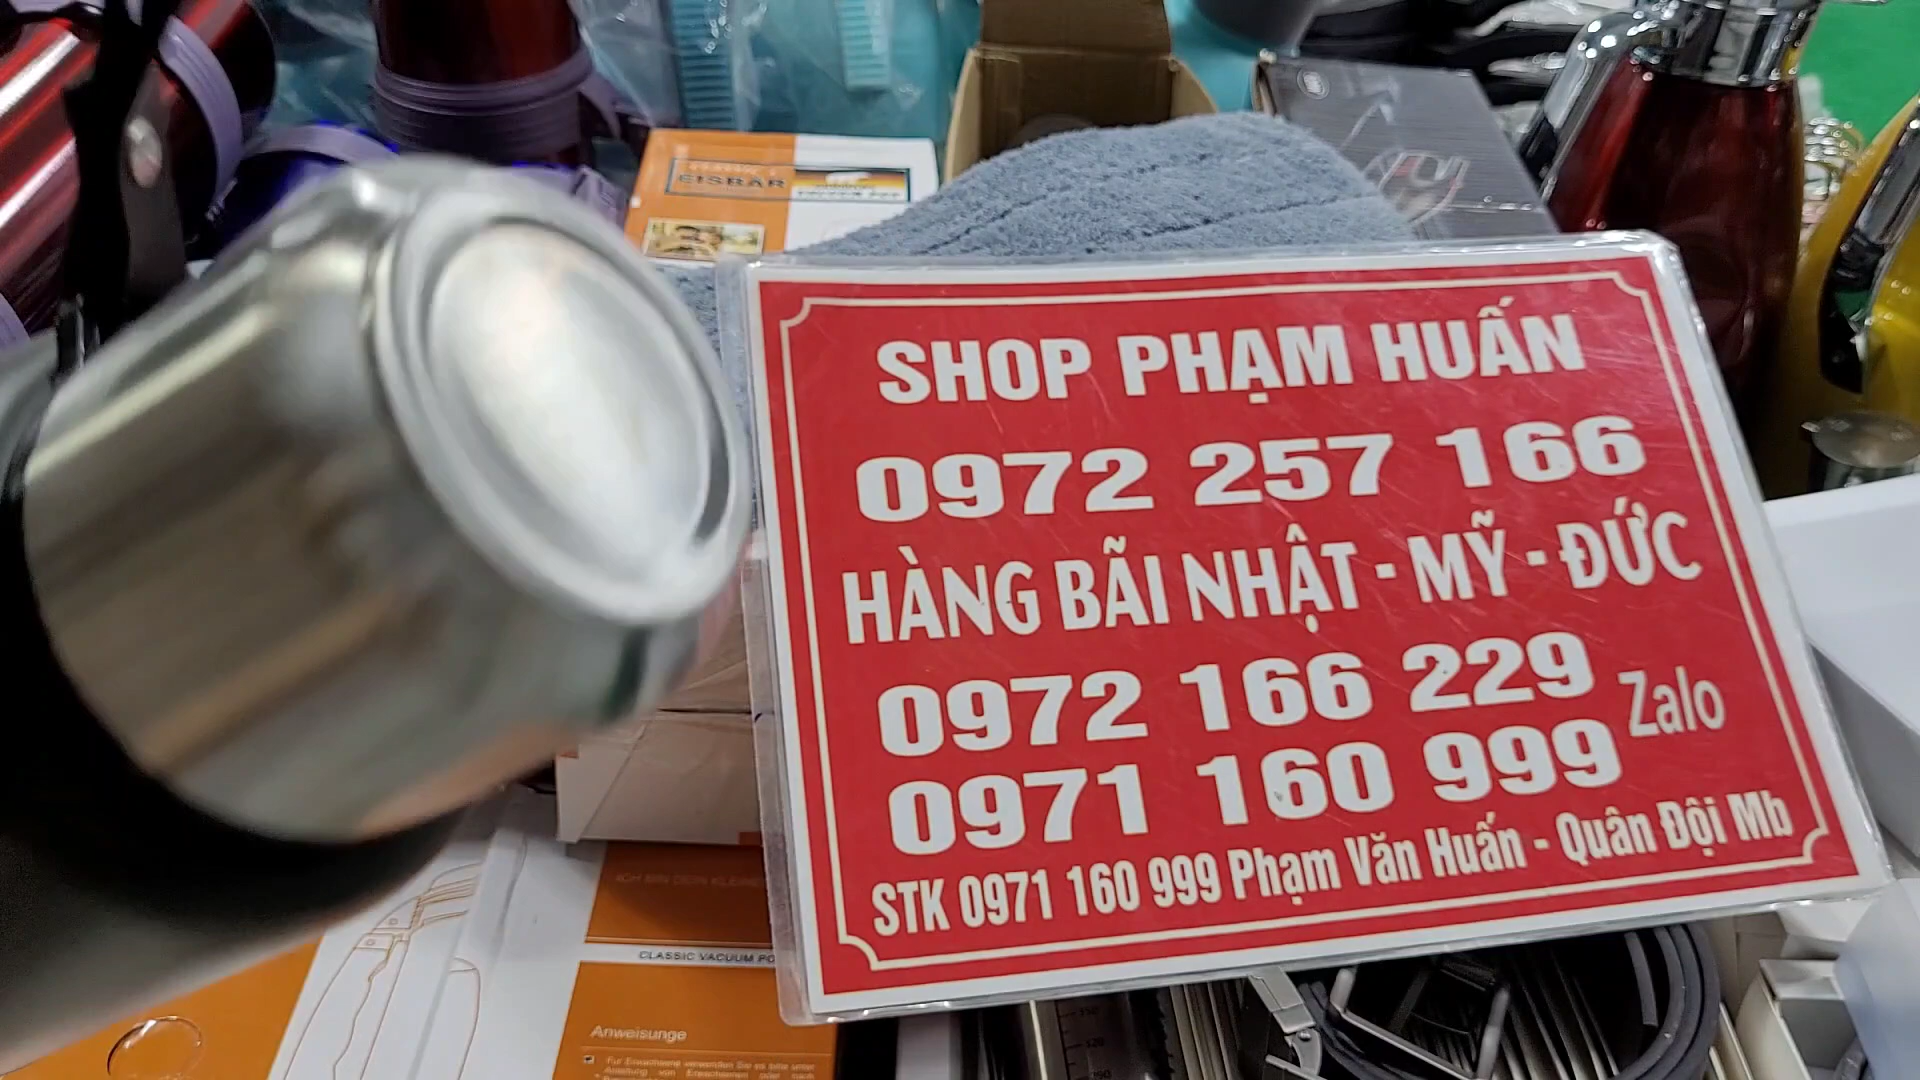 EISBÄR
SHOP PHẠM HUẤN
0972 257 166
HÀNG BÃI NHẬT - MỸ - ĐỨC
0972 166 229
0971 160 999 Zalo
STK 0971 160 999 Phạm Văn Huấn - Quân Đội Mb
CLASSIC VACUUM PO
Anweisunge